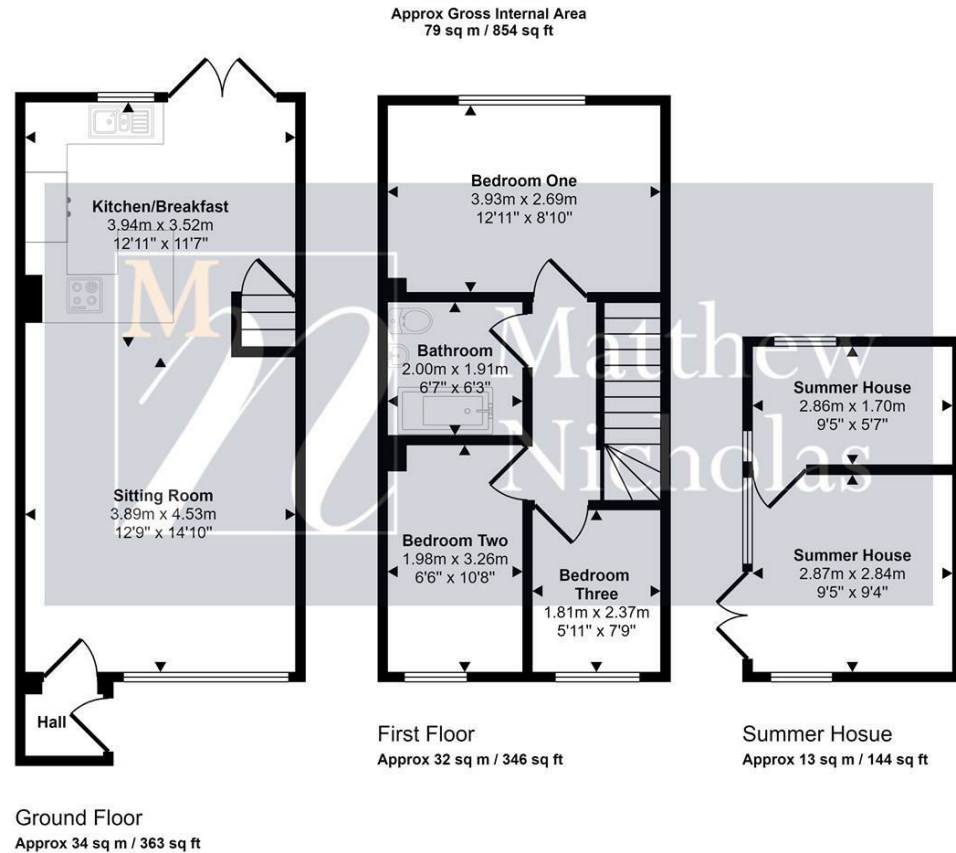 Approx Gross Internal Area
79 sq m / 854 sq ft
Kitchen/Breakfast
3.94m x 3.52m
12'11" x 11'7"
Sitting Room
3.89m x 4.53m
12'9" x 14'10"
Hall
Ground Floor
Approx 34 sq m / 363 sq ft
Bedroom One
3.93m x 2.69m
12'11" x 8'10"
Bathroom
2.00m x 1.91m
6'7" x 6'3"
Bedroom Two
1.98m x 3.26m
6'6" x 10'8"
Bedroom
Three
1.81m x 2.37m
5'11" x 7'9"
First Floor
Approx 32 sq m / 346 sq ft
Summer House
2.86m x 1.70m
9'5" x 5'7"
Summer House
2.87m x 2.84m
9'5" x 9'4"
Summer Hosue
Approx 13 sq m / 144 sq ft
M
n
Matthew
Nicholas